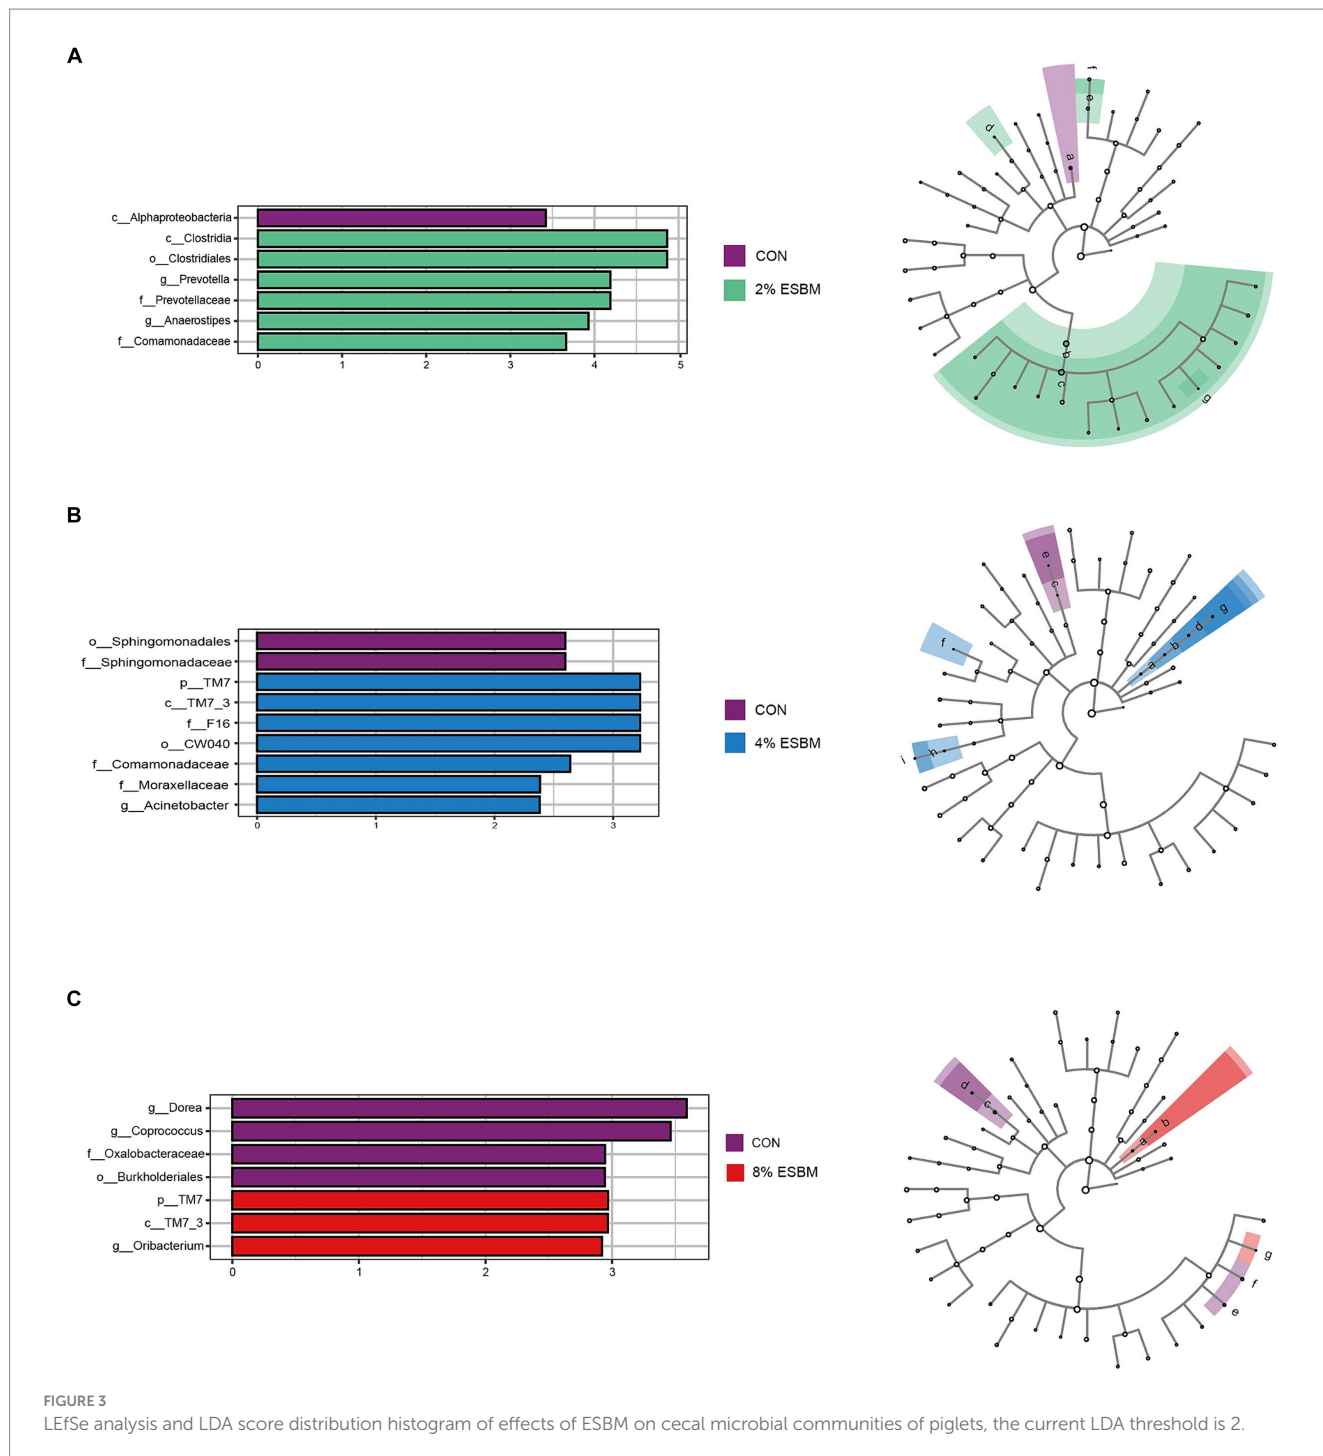 A
c__Alphaproteobacteria
c__Clostridia
o__Clostridiales
g__Prevotella
f__Prevotellaceae
g__Anaerostipes
f__Comamonadaceae
0 1 2 3 4 5
CON
2% ESBM
f
e
d
a
b
c
g
B
o__Sphingomonadales
f__Sphingomonadaceae
p__TM7
c__TM7_3
f__F16
o__CW040
f__Comamonadaceae
f__Moraxellaceae
g__Acinetobacter
0 1 2 3
CON
4% ESBM
e
c
g
d
b
a
f
h
i
C
g__Dorea
g__Coprococcus
f__Oxalobacteraceae
o__Burkholderiales
p__TM7
c__TM7_3
g__Oribacterium
0 1 2 3
CON
8% ESBM
d
c
b
a
g
f
e
FIGURE 3
LEfSe analysis and LDA score distribution histogram of effects of ESBM on cecal microbial communities of piglets, the current LDA threshold is 2.